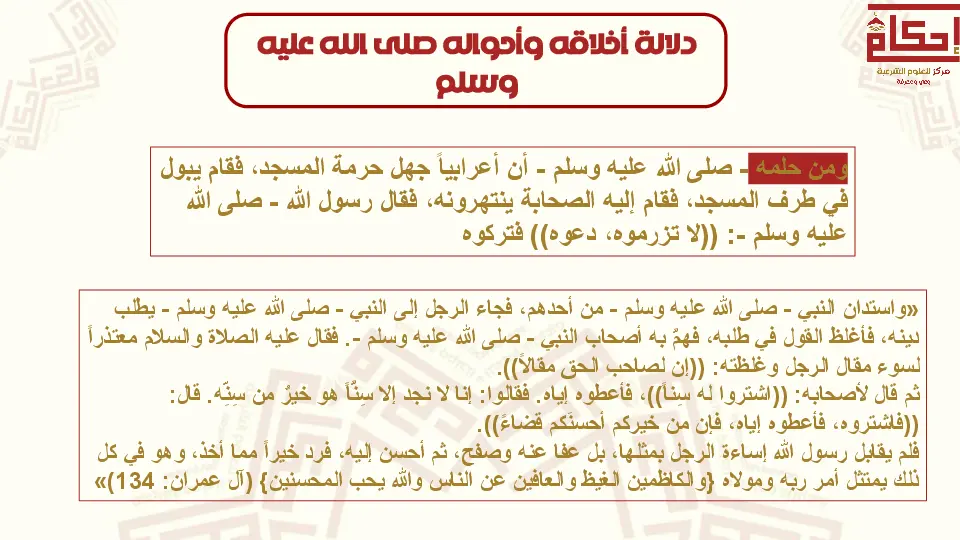 إحكام
مركز للعلوم الشرعية
وعي ومعرفة
دلالة أخلاقه وأحواله صلى الله عليه
وسلم
ومن حلمه - صلى الله عليه وسلم - أن أعرابياً جهل حرمة المسجد، فقام يبول
في طرف المسجد، فقام إليه الصحابة ينتهرونه، فقال رسول الله - صلى الله
عليه وسلم -: ((لا تزرموه، دعوه)) فتركوه
«واستدان النبي - صلى الله عليه وسلم - من أحدهم، فجاء الرجل إلى النبي - صلى الله عليه وسلم - يطلب
دينه، فأغلظ القول في طلبه، فهمَّ به أصحاب النبي - صلى الله عليه وسلم -. فقال عليه الصلاة والسلام معتذراً
لسوء مقال الرجل وغلظته: ((إن لصاحب الحق مقالاً)).
ثم قال لأصحابه: ((اشتروا له سِناً))، فأعطوه إياه. فقالوا: إنا لا نجد إلا سِنَّاً هو خيرٌ من سِنِّه. قال:
((فاشتروه، فأعطوه إياه، فإن من خيركم أحسنَكم قضاءً)).
فلم يقابل رسول الله إساءة الرجل بمثلها، بل عفا عنه وصفح، ثم أحسن إليه، فرد خيراً مما أخذ، وهو في كل
ذلك يمتثل أمر ربه ومولاه {والكاظمين الغيظ والعافين عن الناس والله يحب المحسنين} (آل عمران: 134)»